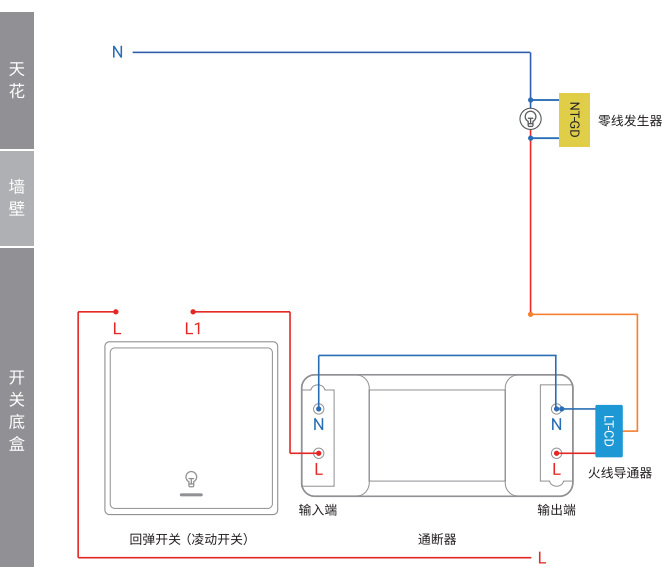 天花
N
NT-GD
零线发生器
墙壁
开关底盒
L
L1
N
L
N
L
LT-CD
火线导通器
输入端
输出端
回弹开关（凌动开关）
通断器
L